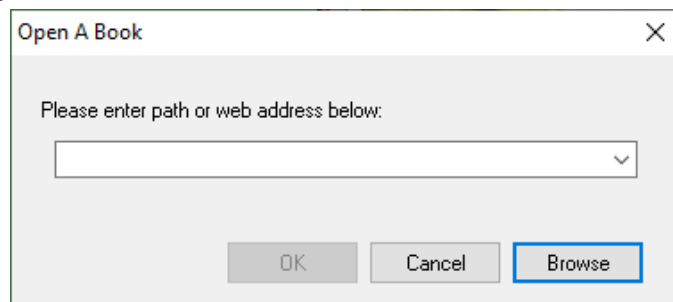 Open A Book
Please enter path or web address below:
OK Cancel Browse